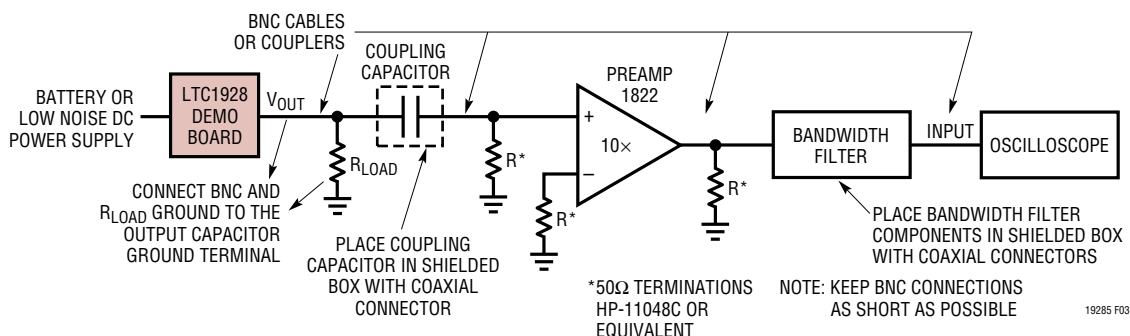 BNC CABLES
OR COUPLERS
COUPLING
CAPACITOR
PREAMP
1822
BATTERY OR
LOW NOISE DC
POWER SUPPLY
LTC1928
DEMO
BOARD
VOUT
+
10×
–
BANDWIDTH
FILTER
INPUT
OSCILLOSCOPE
RLOAD
R*
R*
R*
CONNECT BNC AND
RLOAD GROUND TO THE
OUTPUT CAPACITOR
GROUND TERMINAL
PLACE COUPLING
CAPACITOR IN SHIELDED
BOX WITH COAXIAL
CONNECTOR
PLACE BANDWIDTH FILTER
COMPONENTS IN SHIELDED BOX
WITH COAXIAL CONNECTORS
*50Ω TERMINATIONS
HP-11048C OR
EQUIVALENT
NOTE: KEEP BNC CONNECTIONS
AS SHORT AS POSSIBLE
19285 F03